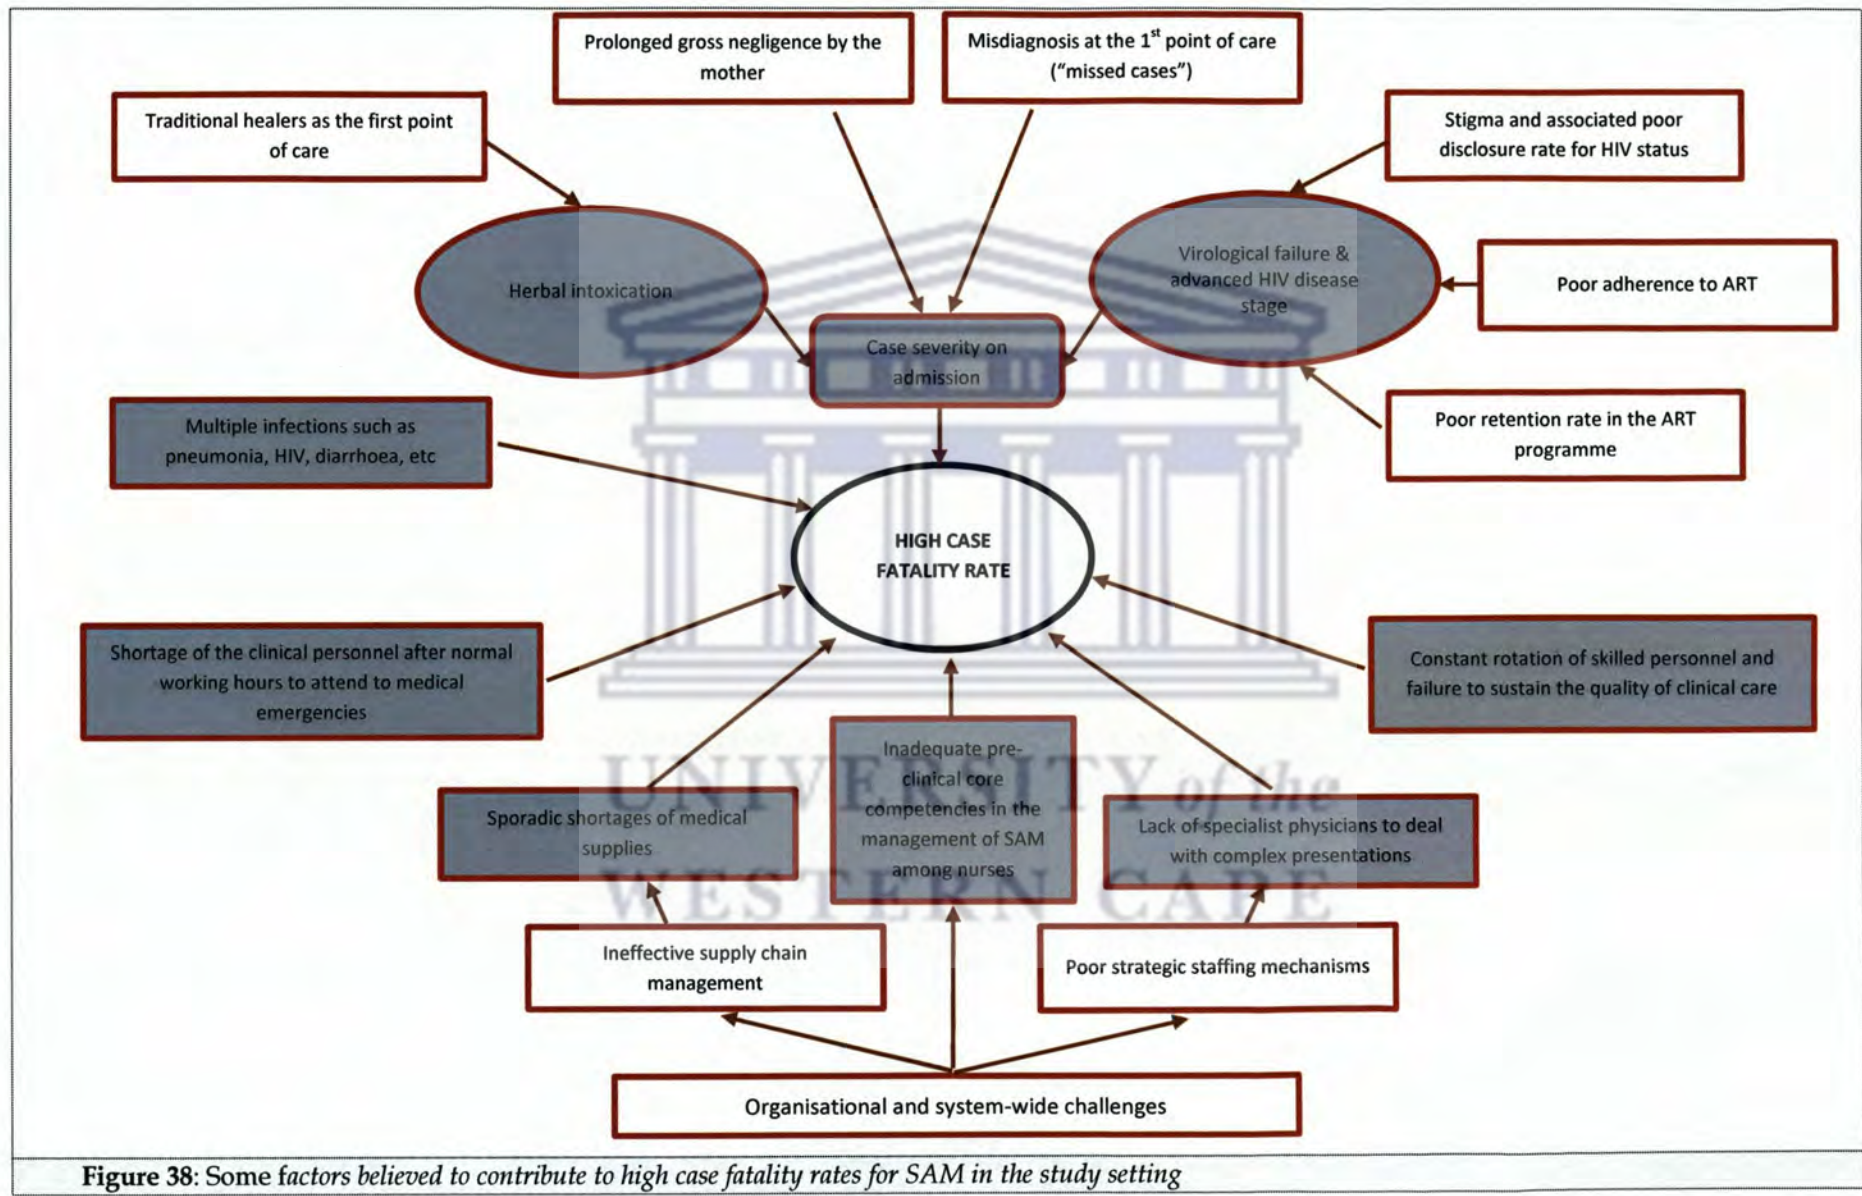 Prolonged gross negligence by the
mother
Misdiagnosis at the 1st point of care
("missed cases")
Traditional healers as the first point
of care
Stigma and associated poor
disclosure rate for HIV status
Herbal intoxication
Virological failure &
advanced HIV disease
stage
Poor adherence to ART
Case severity on
admission
Multiple infections such as
pneumonia, HIV, diarrhoea, etc
Poor retention rate in the ART
programme
HIGH CASE
FATALITY RATE
Shortage of the clinical personnel after normal
working hours to attend to medical
emergencies
Constant rotation of skilled personnel and
failure to sustain the quality of clinical care
Sporadic shortages of medical
supplies
Inadequate pre-
clinical core
competencies in the
management of SAM
among nurses
Lack of specialist physicians to deal
with complex presentations
UNIVERSITY of the
WESTERN CAPE
Ineffective supply chain
management
Poor strategic staffing mechanisms
Organisational and system-wide challenges
Figure 38: Some factors believed to contribute to high case fatality rates for SAM in the study setting